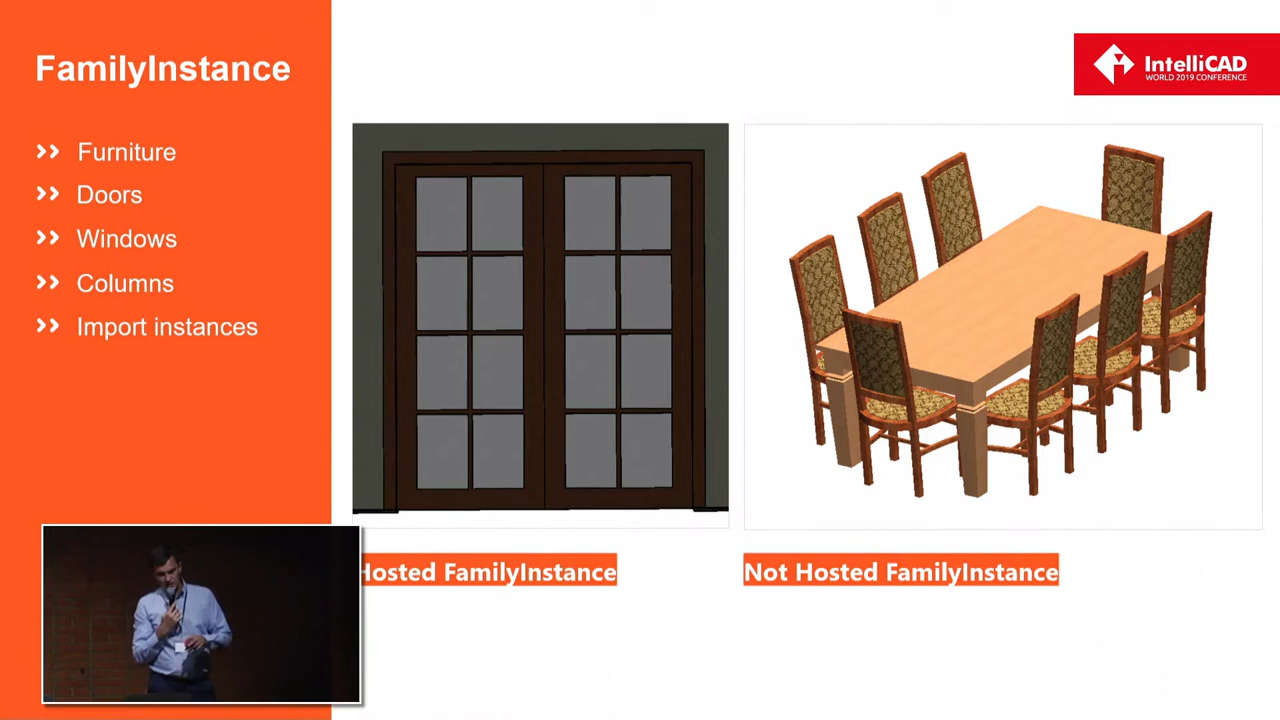 FamilyInstance
Furniture
Doors
Windows
Columns
Import instances
IntelliCAD
WORLD 2019 CONFERENCE
Hosted FamilyInstance
Not Hosted FamilyInstance